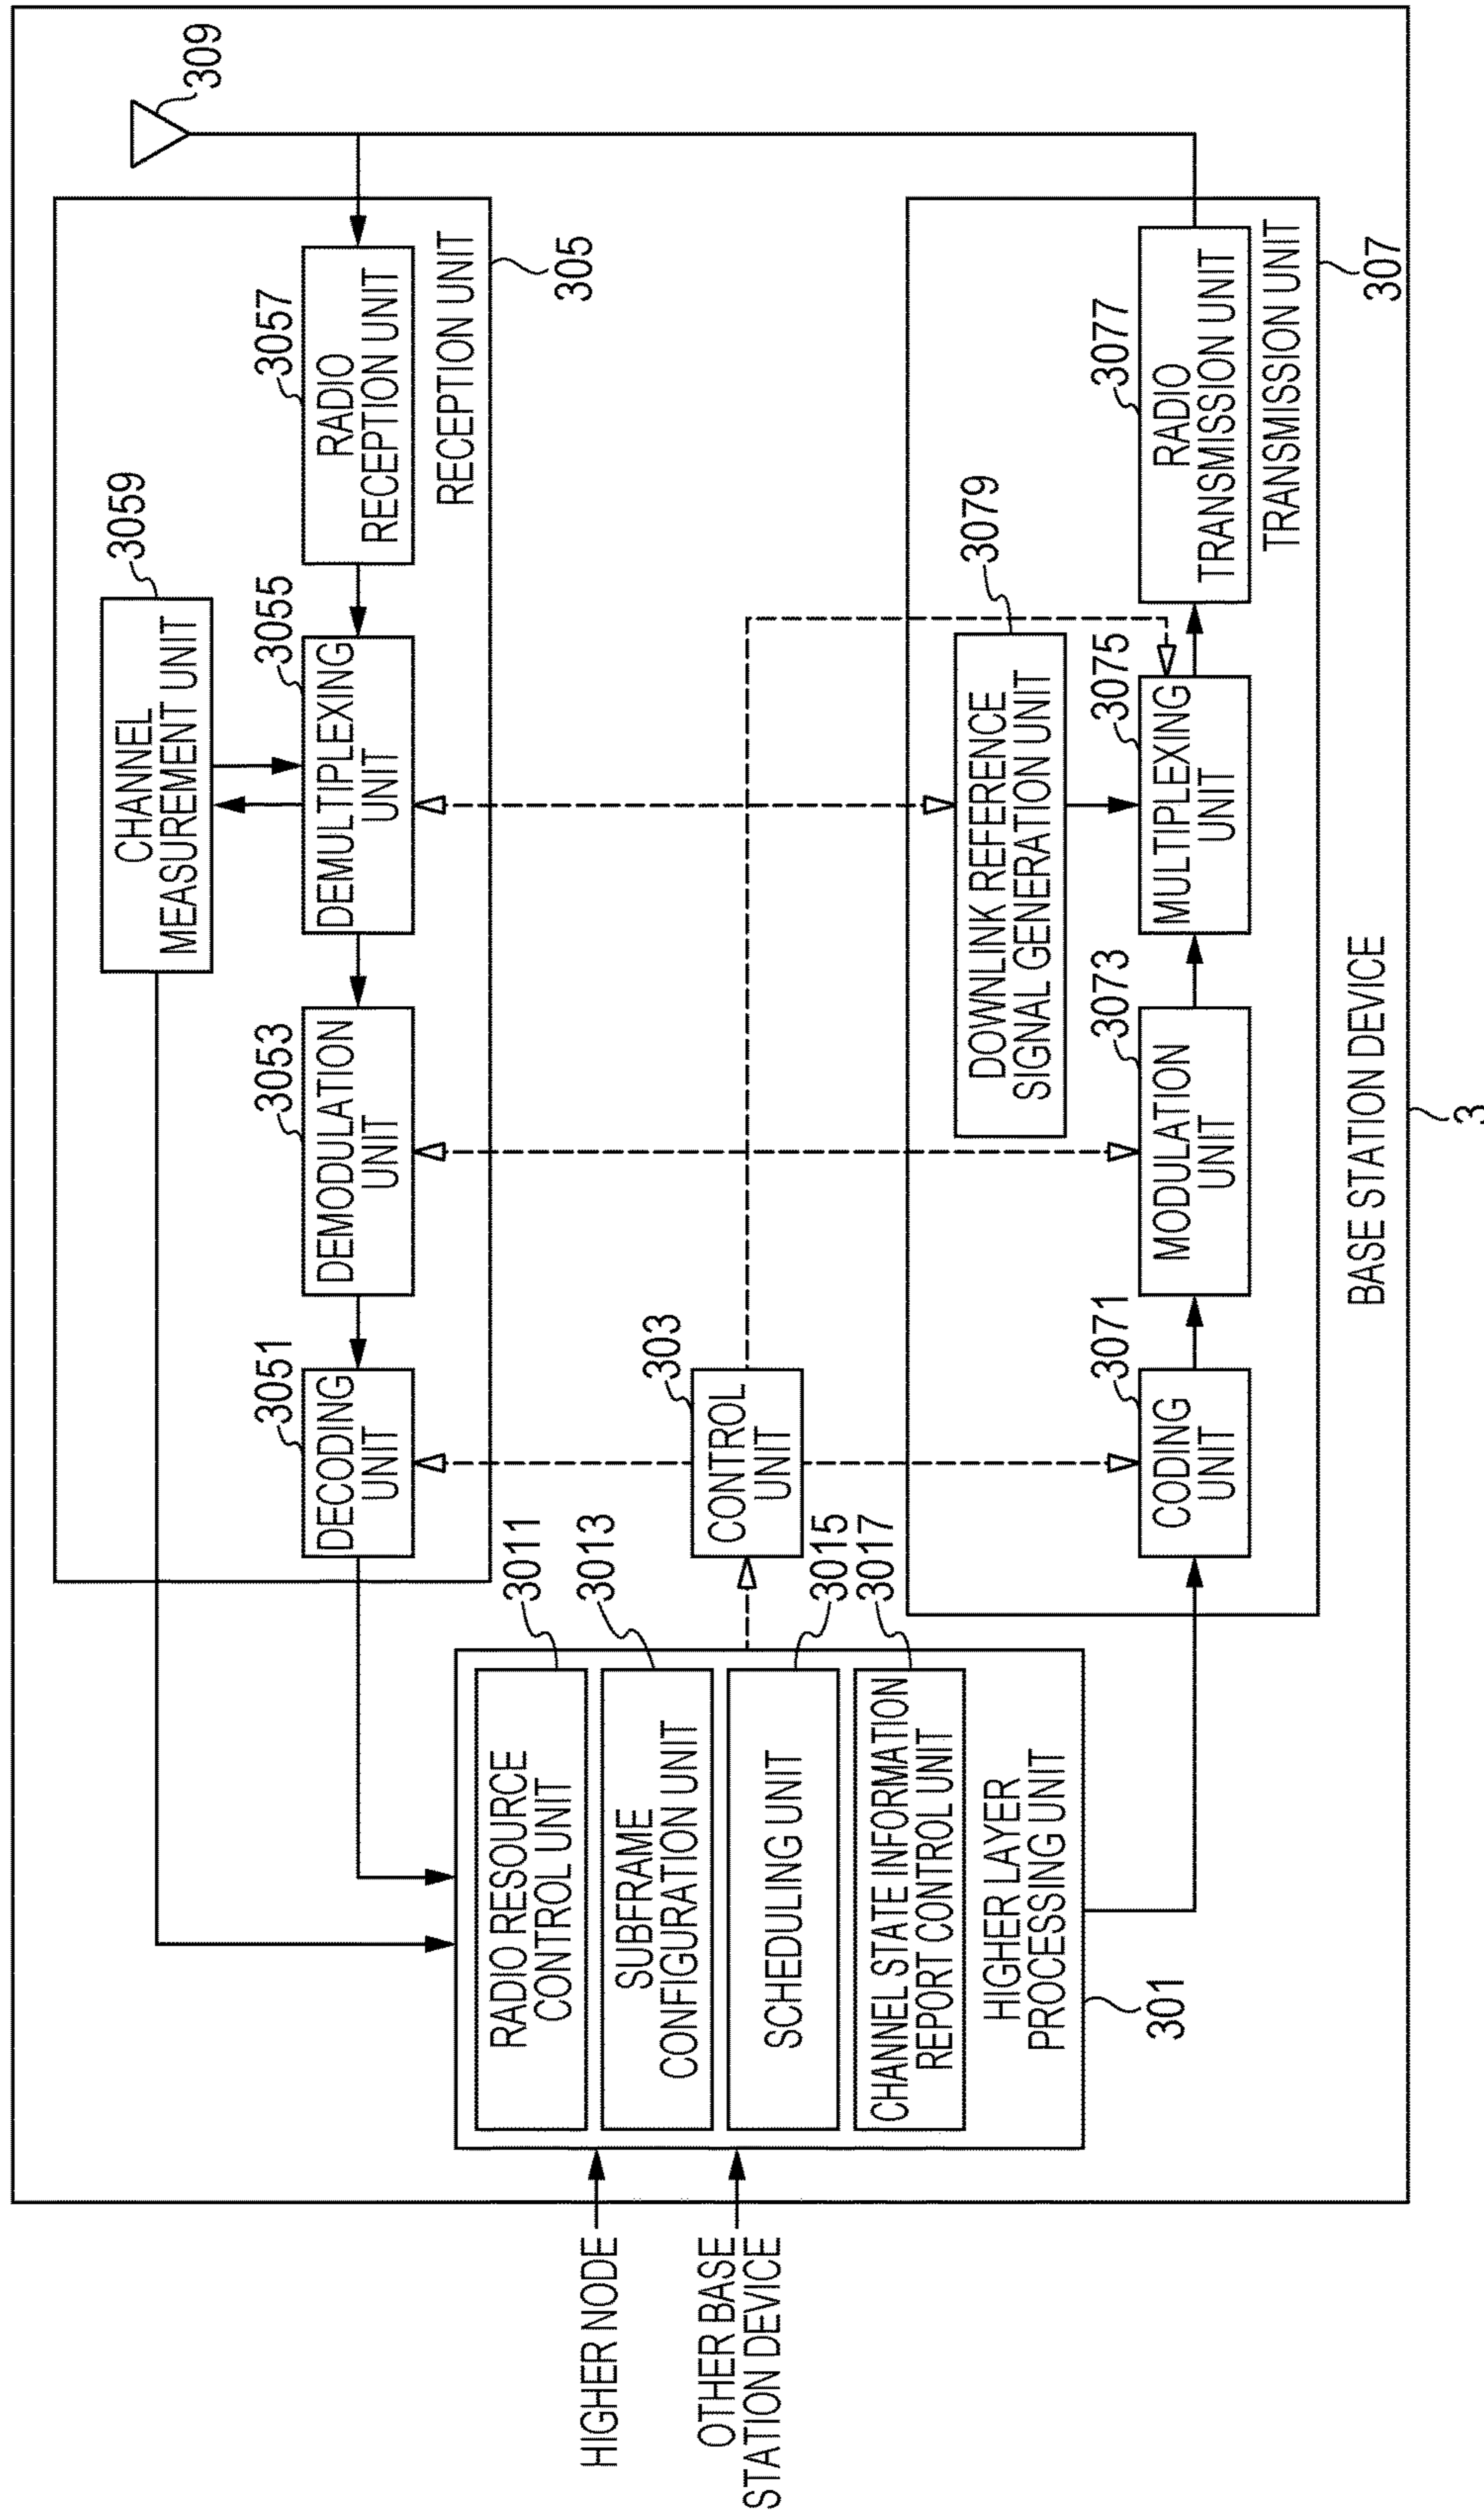 309
3059
CHANNEL
MEASUREMENT UNIT
3051
DECODING
UNIT
3053
DEMODULATION
UNIT
3055
DEMULTIPLEXING
UNIT
3057
RADIO
RECEPTION UNIT
RECEPTION UNIT
305
HIGHER NODE
OTHER BASE
STATION DEVICE
3011
RADIO RESOURCE
CONTROL UNIT
3013
SUBFRAME
CONFIGURATION UNIT
3015
SCHEDULING UNIT
3017
CHANNEL STATE INFORMATION
REPORT CONTROL UNIT
HIGHER LAYER
PROCESSING UNIT
301
303
CONTROL
UNIT
3079
DOWNLINK REFERENCE
SIGNAL GENERATION UNIT
3071
CODING
UNIT
3073
MODULATION
UNIT
3075
MULTIPLEXING
UNIT
3077
RADIO
TRANSMISSION UNIT
TRANSMISSION UNIT
307
BASE STATION DEVICE
3